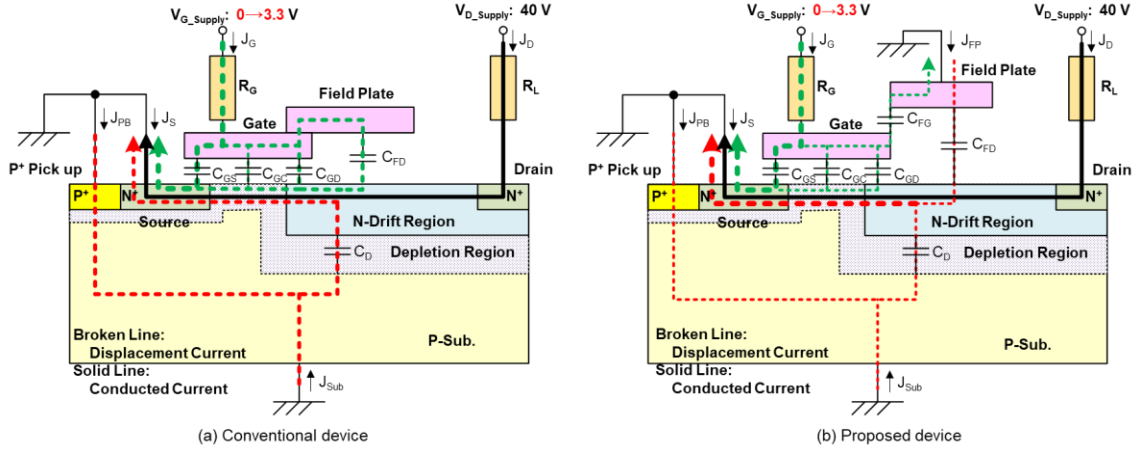 V_G_Supply: 0→3.3 V
V_D_Supply: 40 V
J_G
J_D
R_G
R_L
Field Plate
J_PB
J_S
Gate
C_FD
P⁺ Pick up
C_GS
C_GC
C_GD
Drain
P⁺
N⁺
N⁺
Source
N-Drift Region
C_D
Depletion Region
Broken Line:
Displacement Current
P-Sub.
Solid Line:
Conducted Current
J_Sub
(a) Conventional device
V_G_Supply: 0→3.3 V
V_D_Supply: 40 V
J_G
J_FP
J_D
R_G
Field Plate
R_L
J_PB
J_S
Gate
C_FG
C_FD
P⁺ Pick up
C_GS
C_GC
C_GD
Drain
P⁺
N⁺
N⁺
Source
N-Drift Region
C_D
Depletion Region
Broken Line:
Displacement Current
P-Sub.
Solid Line:
Conducted Current
J_Sub
(b) Proposed device